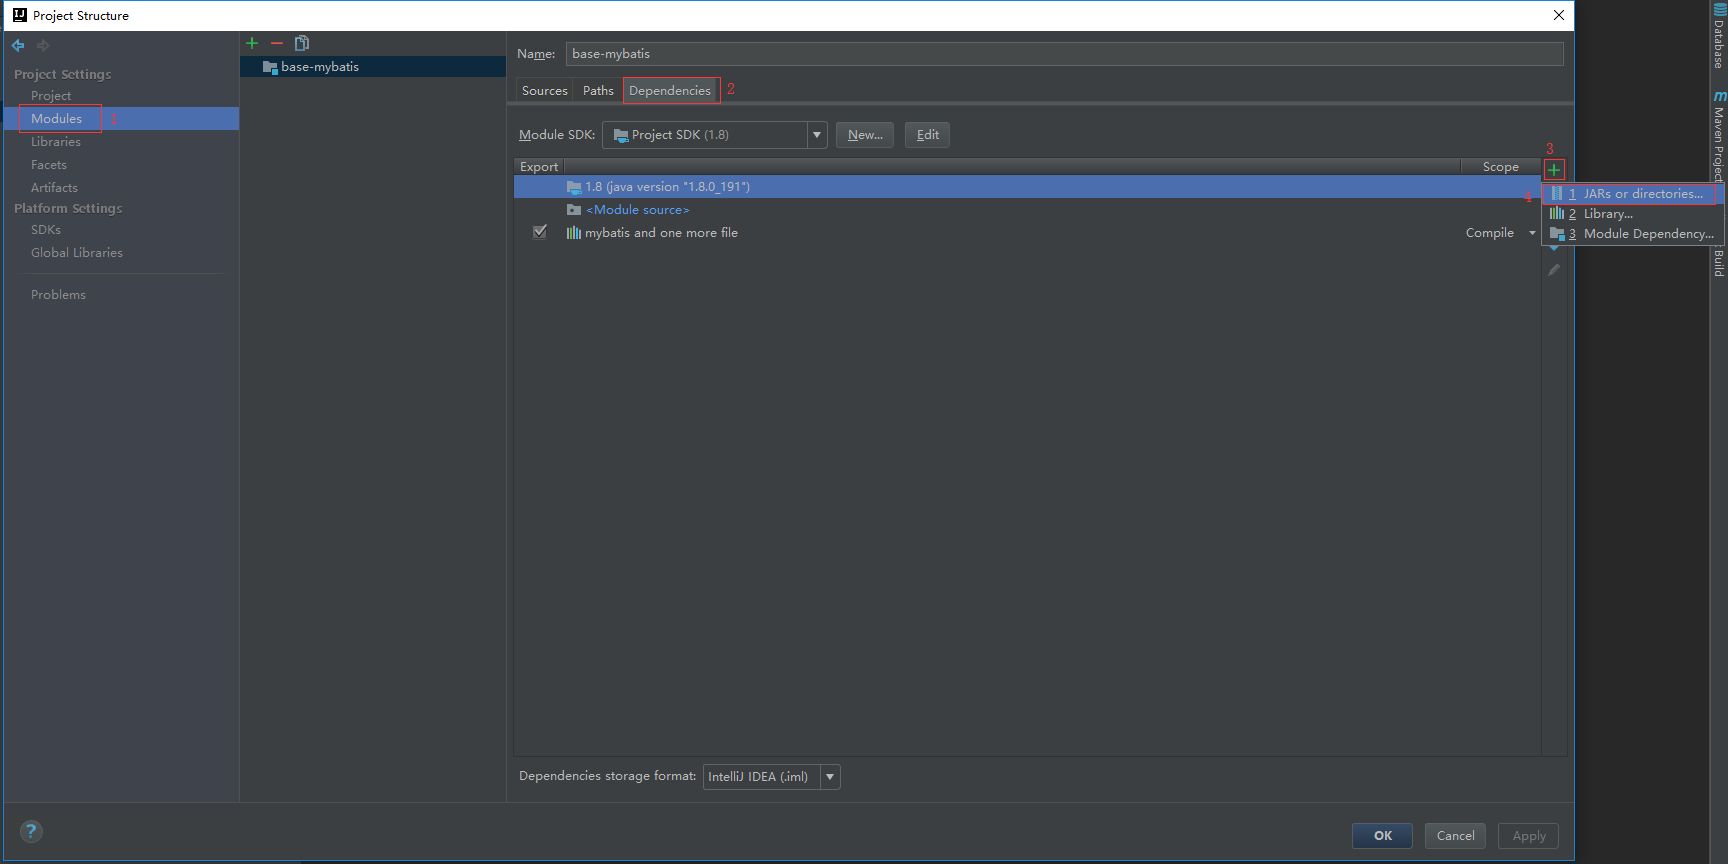 Project Structure
Project Settings
Project
Modules 1
Libraries
Facets
Artifacts
Platform Settings
SDKs
Global Libraries
Problems
base-mybatis
Name: base-mybatis
Sources Paths Dependencies 2
Module SDK: Project SDK (1.8) New... Edit
3
Export Scope
1.8 (java version "1.8.0_191")
<Module source>
mybatis and one more file Compile
4 1 JARs or directories...
2 Library...
3 Module Dependency...
Dependencies storage format: IntelliJ IDEA (.iml)
? OK Cancel Apply
Database
m Maven Project
Build